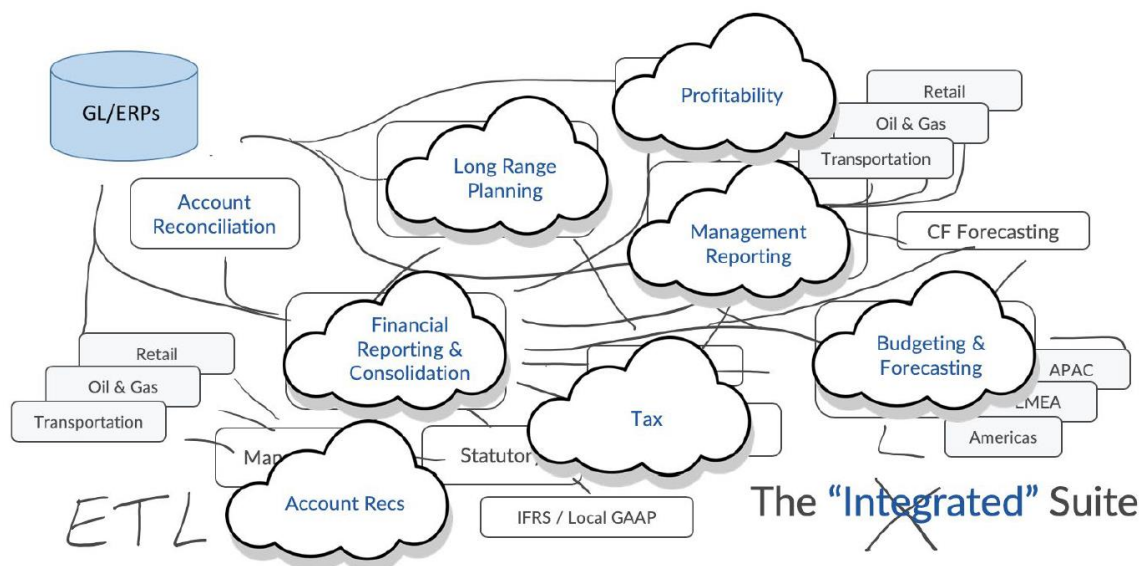 GL/ERPs
Profitability
Retail
Oil & Gas
Transportation
Long Range
Planning
Account
Reconciliation
Management
Reporting
CF Forecasting
Financial
Reporting &
Consolidation
Budgeting &
Forecasting
Retail
Oil & Gas
Transportation
APAC
EMEA
Americas
Tax
Man
Statutory
Account Recs
IFRS / Local GAAP
ETL
The “Integrated” Suite